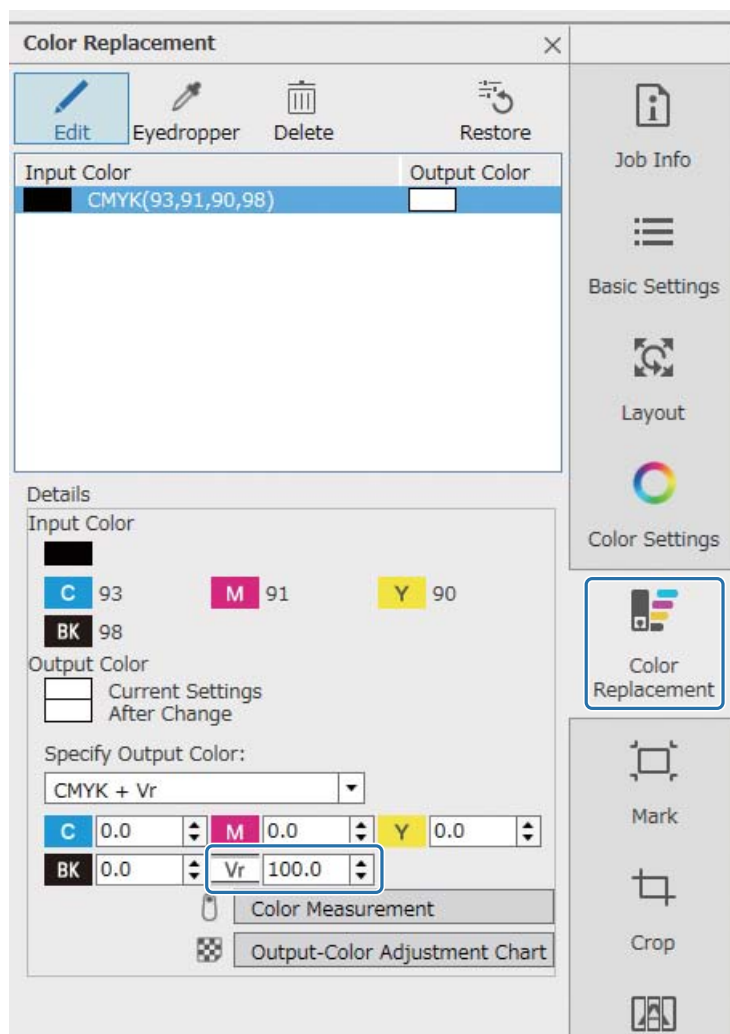 Color Replacement
Edit Eyedropper Delete Restore
Input Color Output Color
CMYK(93,91,90,98)
Details
Input Color
C 93 M 91 Y 90
BK 98
Output Color
Current Settings
After Change
Specify Output Color:
CMYK + Vr
C 0.0 M 0.0 Y 0.0
BK 0.0 Vr 100.0
Color Measurement
Output-Color Adjustment Chart
Job Info
Basic Settings
Layout
Color Settings
Color
Replacement
Mark
Crop